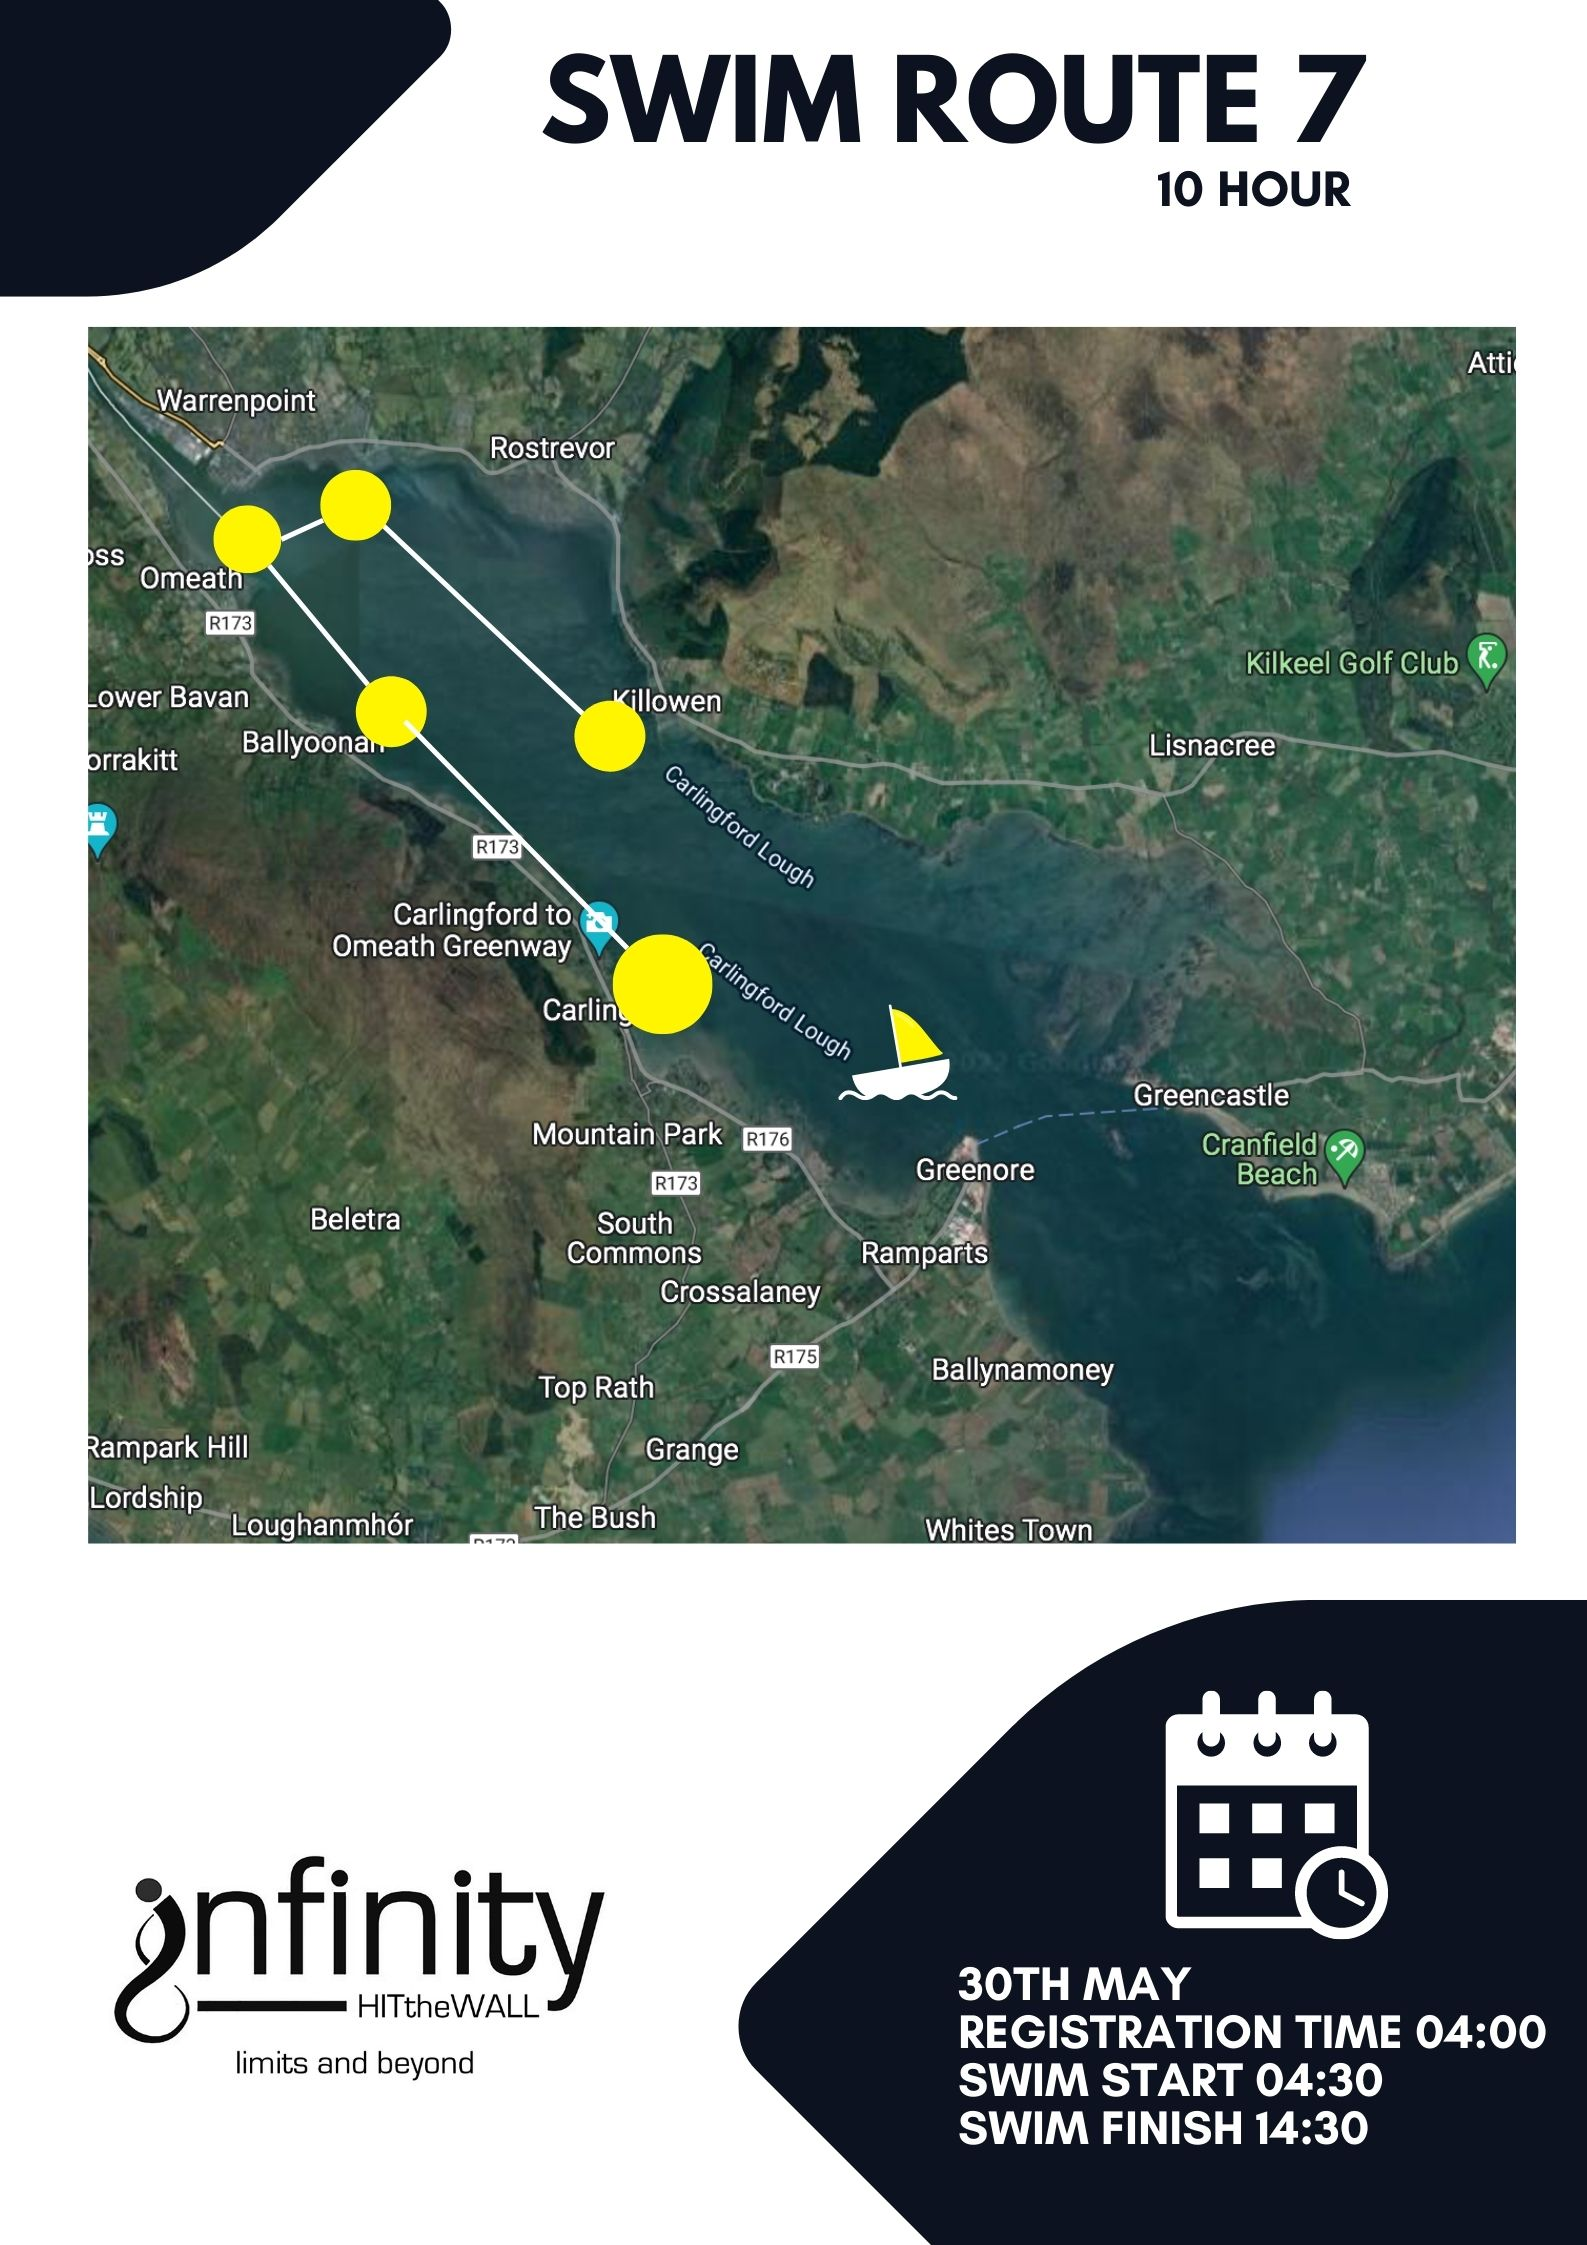 SWIM ROUTE 7
10 HOUR
Warrenpoint
Rostrevor
Omeath
R173
Killowen
Kilkeel Golf Club
Lower Bavan
Ballyoonan
Lisnacree
orrakitt
Carlingford Lough
R173
Carlingford to
Omeath Greenway
Carling
Carlingford Lough
Greencastle
Mountain Park
R176
Cranfield
Beach
Greenore
R173
Beletra
South
Commons
Ramparts
Crossalaney
R175
Ballynamoney
Top Rath
Rampark Hill
Grange
Lordship
The Bush
Loughanmhór
Whites Town
infinity
HITtheWALL
limits and beyond
30TH MAY
REGISTRATION TIME 04:00
SWIM START 04:30
SWIM FINISH 14:30